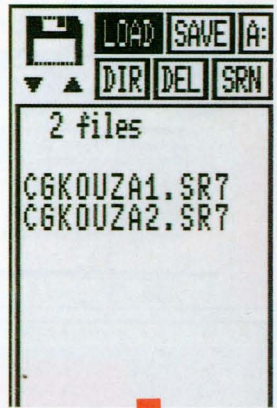 LOAD SAVE A:
DIR DEL SRN
2 files
CGKOUZA1.SR7
CGKOUZA2.SR7